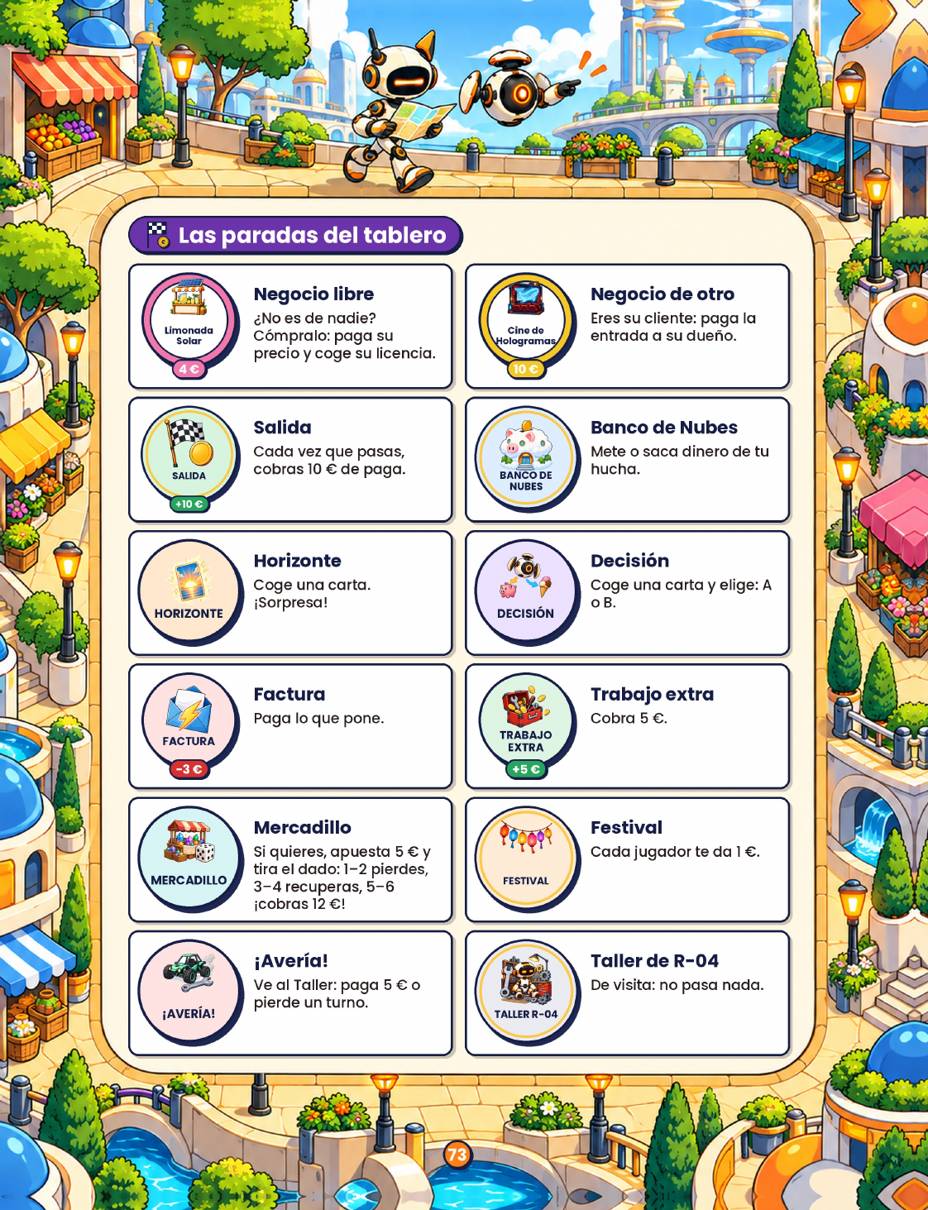 Las paradas del tablero
Limonada
Solar
4 €
Negocio libre
¿No es de nadie?
Cómpralo: paga su
precio y coge su licencia.
Cine de
Hologramas
10 €
Negocio de otro
Eres su cliente: paga la
entrada a su dueño.
SALIDA
+10 €
Salida
Cada vez que pasas,
cobras 10 € de paga.
BANCO DE
NUBES
Banco de Nubes
Mete o saca dinero de tu
hucha.
HORIZONTE
Horizonte
Coge una carta.
¡Sorpresa!
DECISIÓN
Decisión
Coge una carta y elige: A
o B.
FACTURA
-3 €
Factura
Paga lo que pone.
TRABAJO
EXTRA
+5 €
Trabajo extra
Cobra 5 €.
MERCADILLO
Mercadillo
Si quieres, apuesta 5 € y
tira el dado: 1–2 pierdes,
3–4 recuperas, 5–6
¡cobras 12 €!
FESTIVAL
Festival
Cada jugador te da 1 €.
¡AVERÍA!
¡Avería!
Ve al Taller: paga 5 € o
pierde un turno.
TALLER R-04
Taller de R-04
De visita: no pasa nada.
73